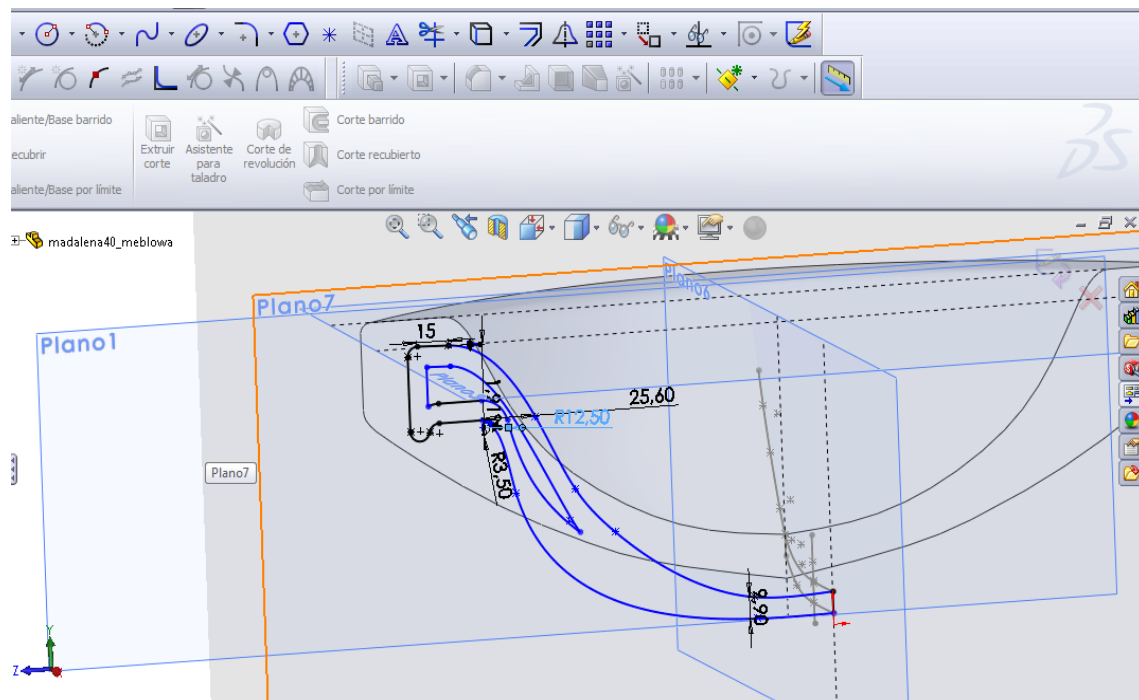 aliente/Base barrido
ecubrir
aliente/Base por límite
Extruir
corte
Asistente
para
taladro
Corte de
revolución
Corte barrido
Corte recubierto
Corte por límite
madalena40_meblowa
Plano7
Plano6
Plano1
15
25,60
R12,50
R3,50
Plano7
9,90
Y
Z